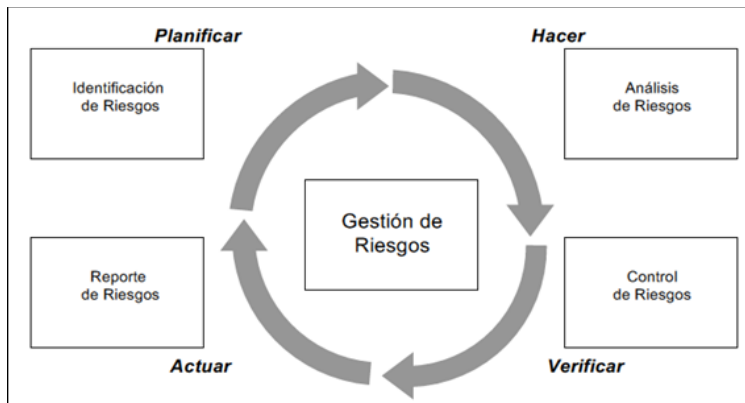 Planificar
Hacer
Identificación
de Riesgos
Análisis
de Riesgos
Gestión de
Riesgos
Reporte
de Riesgos
Control
de Riesgos
Actuar
Verificar